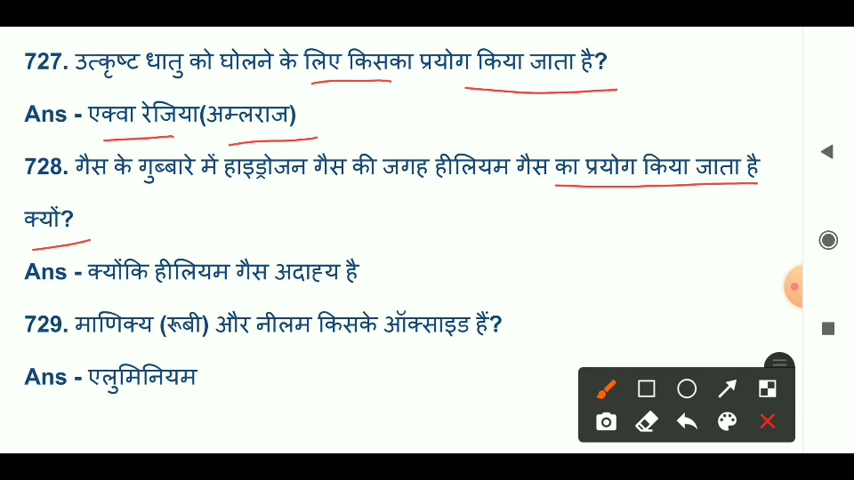 727. उत्कृष्ट धातु को घोलने के लिए किसका प्रयोग किया जाता है?
Ans - एक्वा रेजिया(अम्लराज)
728. गैस के गुब्बारे में हाइड्रोजन गैस की जगह हीलियम गैस का प्रयोग किया जाता है
क्यों?
Ans - क्योंकि हीलियम गैस अदाह्य है
729. माणिक्य (रूबी) और नीलम किसके ऑक्साइड हैं?
Ans - एलुमिनियम